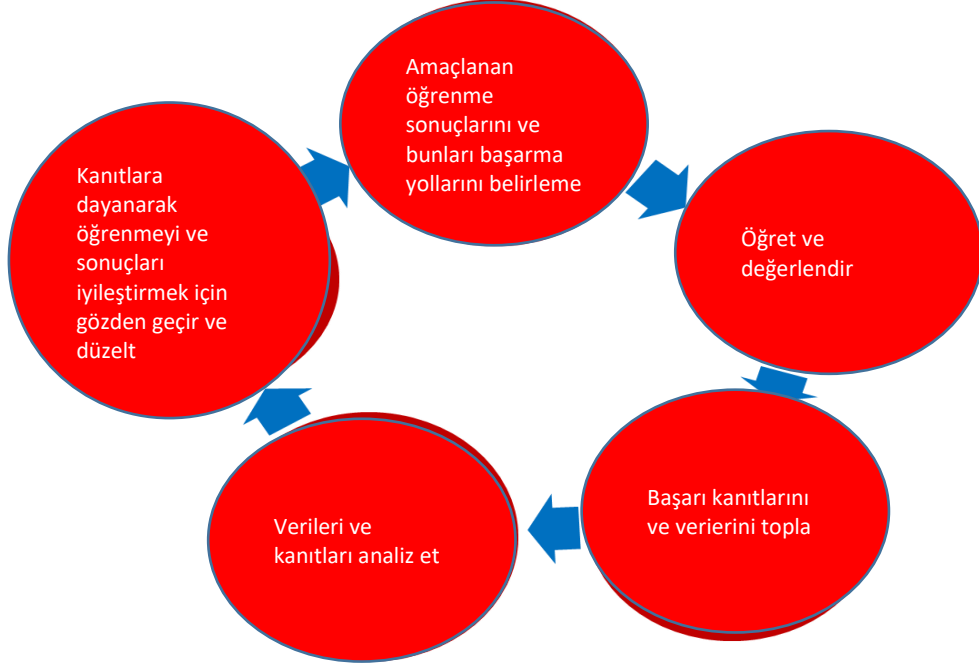 Amaçlanan
öğrenme
sonuçlarını ve
bunları başarma
yollarını belirleme
Öğret ve
değerlendir
Başarı kanıtlarını
ve verierini topla
Verileri ve
kanıtları analiz et
Kanıtlara
dayanarak
öğrenmeyi ve
sonuçları
iyileştirmek için
gözden geçir ve
düzelt